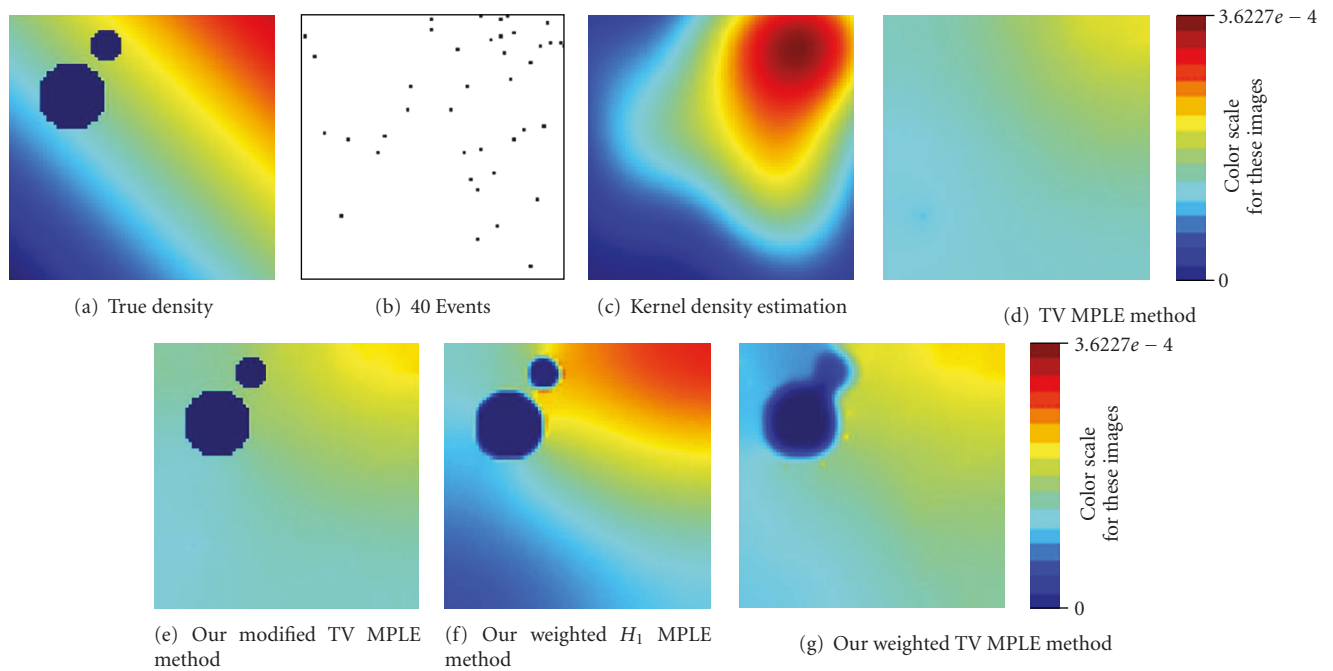 3.6227e − 4
Color scale
for these images
0
(a) True density
(b) 40 Events
(c) Kernel density estimation
(d) TV MPLE method
3.6227e − 4
Color scale
for these images
0
(e) Our modified TV MPLE
method
(f) Our weighted H₁ MPLE
method
(g) Our weighted TV MPLE method